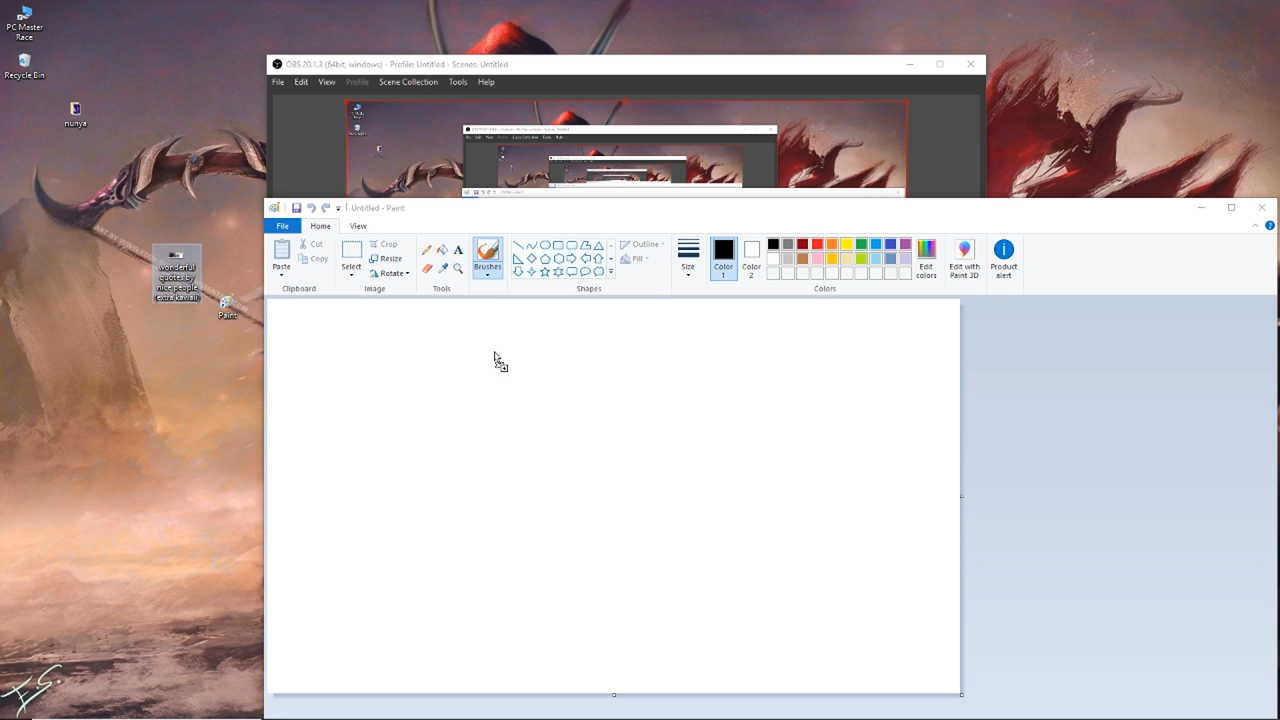 PC Master
Race
Recycle Bin
nunya
wonderful
quotes by
nice people
extra kawaii
Paint
OBS 20.1.3 (64bit, windows) - Profile: Untitled - Scenes: Untitled
File Edit View Profile Scene Collection Tools Help
Untitled - Paint
File Home View
Paste
Cut
Copy
Clipboard
Select
Crop
Resize
Rotate
Image
Tools
Brushes
Outline
Fill
Shapes
Size
Color
1
Color
2
Edit
colors
Colors
Edit with
Paint 3D
Product
alert